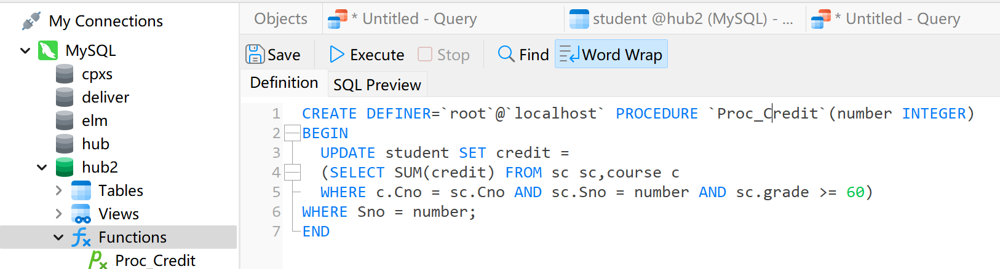 My Connections
MySQL
cpxs
deliver
elm
hub
hub2
Tables
Views
Functions
Proc_Credit
Objects
* Untitled - Query
student @hub2 (MySQL) - ...
* Untitled - Query
Save
Execute
Stop
Find
Word Wrap
Definition
SQL Preview
1 CREATE DEFINER=`root`@`localhost` PROCEDURE `Proc_Credit`(number INTEGER)
2 BEGIN
3 UPDATE student SET credit =
4 (SELECT SUM(credit) FROM sc sc,course c
5 WHERE c.Cno = sc.Cno AND sc.Sno = number AND sc.grade >= 60)
6 WHERE Sno = number;
7 END